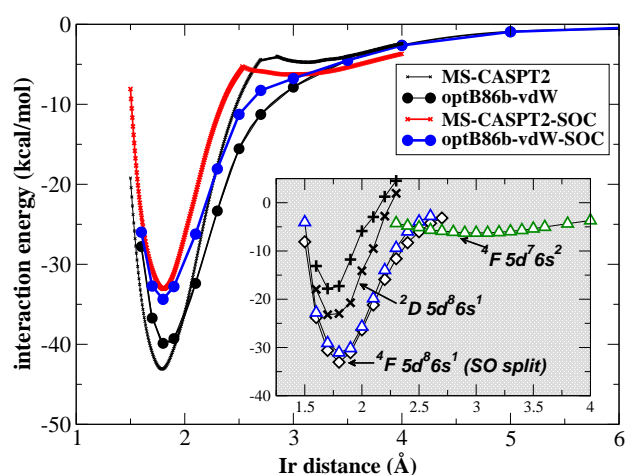 0
-10
-20
-30
-40
-50
1
2
3
4
5
6
interaction energy (kcal/mol)
Ir distance (Å)
MS-CASPT2
optB86b-vdW
MS-CASPT2-SOC
optB86b-vdW-SOC
0
-10
-20
-30
-40
1.5
2
2.5
3
3.5
4
⁴F 5d⁷6s²
²D 5d⁸6s¹
⁴F 5d⁸6s¹ (SO split)